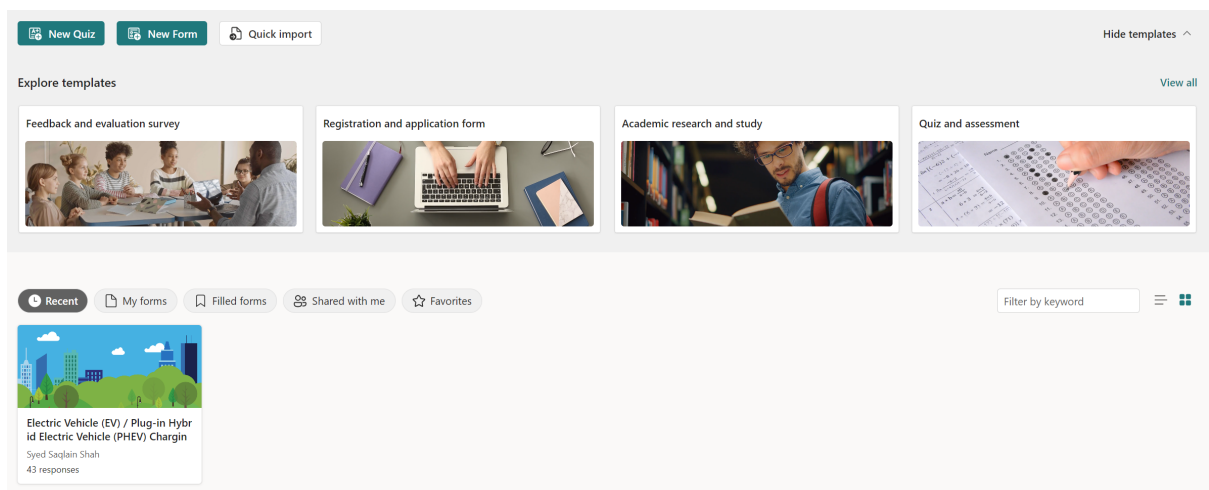 New Quiz
New Form
Quick import
Hide templates
Explore templates
View all
Feedback and evaluation survey
Registration and application form
Academic research and study
Quiz and assessment
Recent
My forms
Filled forms
Shared with me
Favorites
Filter by keyword
Electric Vehicle (EV) / Plug-in Hybr
id Electric Vehicle (PHEV) Chargin
Syed Saqlain Shah
43 responses